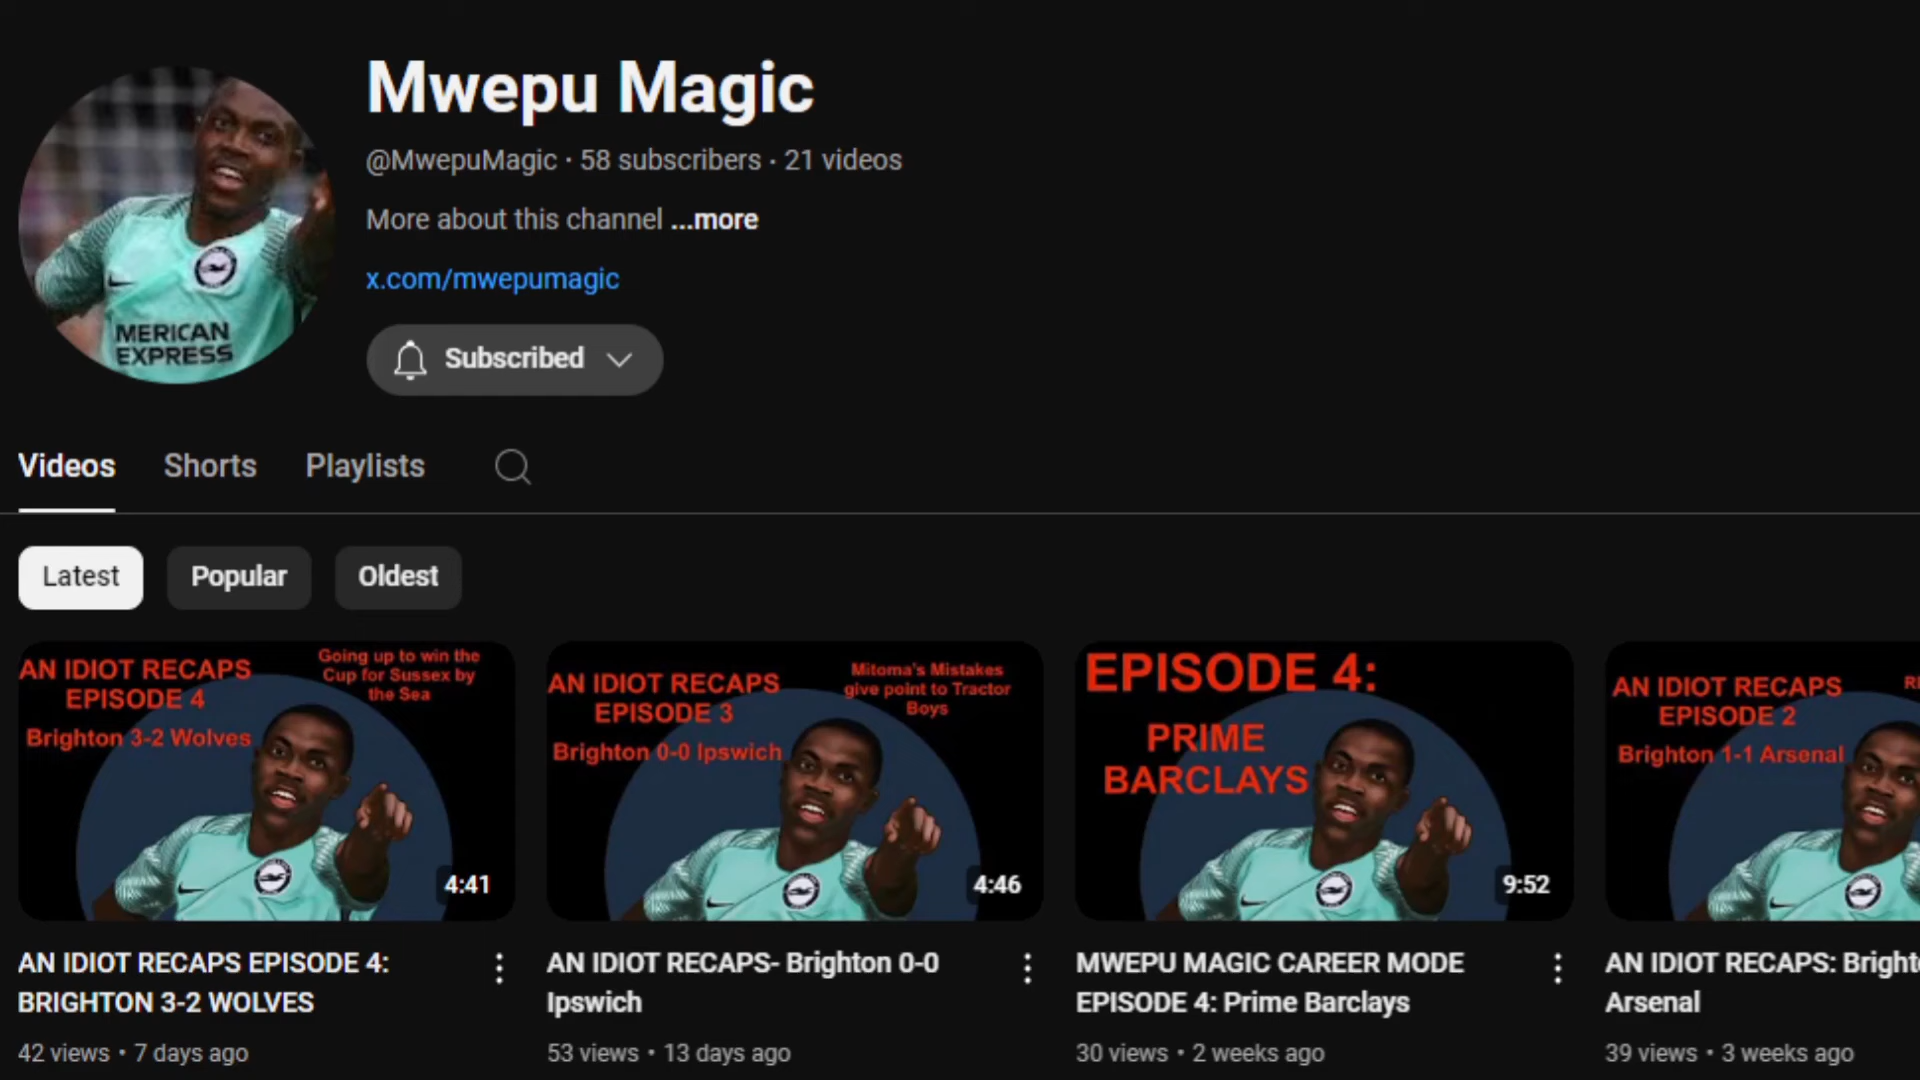 Mwepu Magic
@MwepuMagic · 58 subscribers · 21 videos
More about this channel ...more
x.com/mwepumagic
Subscribed
MERICAN
EXPRESS
Videos Shorts Playlists
Latest Popular Oldest
AN IDIOT RECAPS
EPISODE 4
Brighton 3-2 Wolves
Going up to win the
Cup for Sussex by
the Sea
4:41
AN IDIOT RECAPS
EPISODE 3
Brighton 0-0 Ipswich
Mitoma's Mistakes
give point to Tractor
Boys
4:46
EPISODE 4:
PRIME
BARCLAYS
9:52
AN IDIOT RECAPS
EPISODE 2
Brighton 1-1 Arsenal
AN IDIOT RECAPS EPISODE 4:
BRIGHTON 3-2 WOLVES
42 views • 7 days ago
AN IDIOT RECAPS- Brighton 0-0
Ipswich
53 views • 13 days ago
MWEPU MAGIC CAREER MODE
EPISODE 4: Prime Barclays
30 views • 2 weeks ago
AN IDIOT RECAPS: Bright
Arsenal
39 views • 3 weeks ago